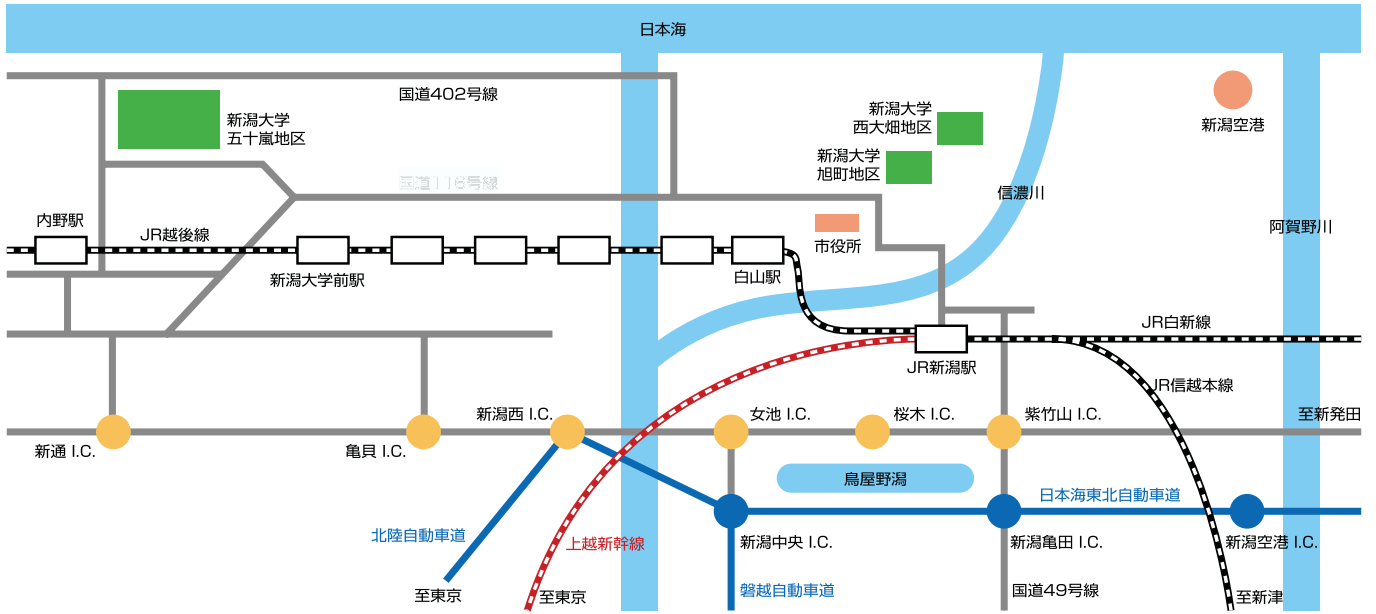 日本海
国道402号線
新潟大学
五十嵐地区
新潟大学
西大畑地区
新潟大学
旭町地区
新潟空港
国道116号線
信濃川
内野駅
JR越後線
市役所
阿賀野川
新潟大学前駅
白山駅
JR白新線
JR新潟駅
JR信越本線
新潟西 I.C.
女池 I.C.
桜木 I.C.
紫竹山 I.C.
至新発田
新通 I.C.
亀貝 I.C.
鳥屋野潟
日本海東北自動車道
北陸自動車道
上越新幹線
新潟中央 I.C.
新潟亀田 I.C.
新潟空港 I.C.
至東京
至東京
磐越自動車道
国道49号線
至新津